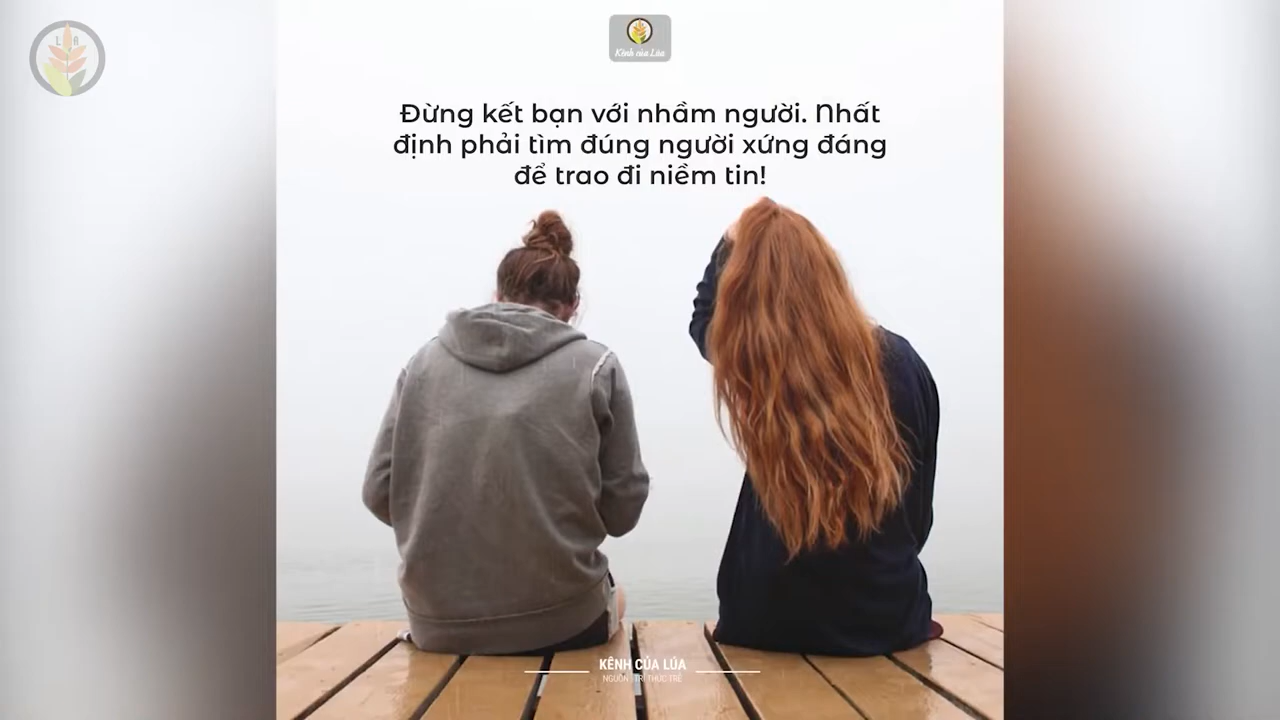 L A
Kênh của Lúa
Đừng kết bạn với nhầm người. Nhất
định phải tìm đúng người xứng đáng
để trao đi niềm tin!
KÊNH CỦA LÚA
NGUỒN: TRÍ THỨC TRẺ